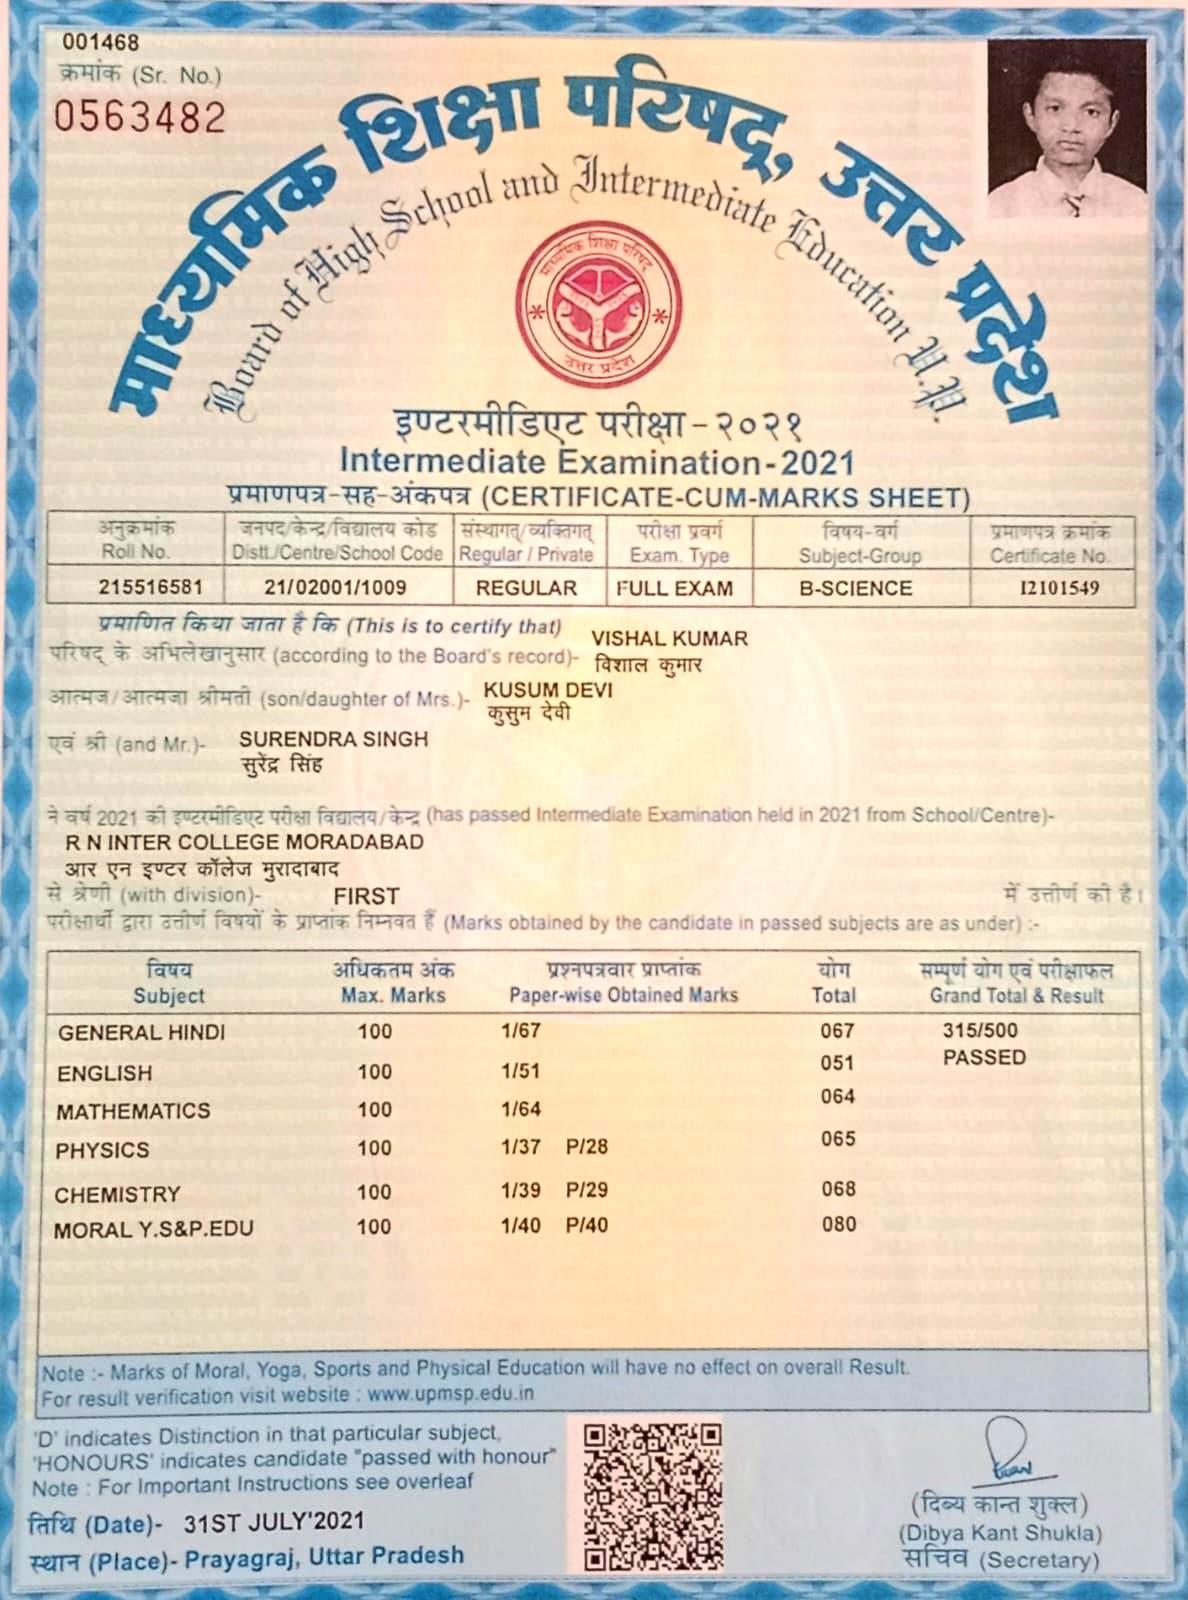 001468
क्रमांक (Sr. No.)
0563482
माध्यमिक शिक्षा परिषद्, उत्तर प्रदेश
Board of High School and Intermediate Education U.P.
माध्यमिक शिक्षा परिषद्
उत्तर प्रदेश
इण्टरमीडिएट परीक्षा - २०२१
Intermediate Examination - 2021
प्रमाणपत्र-सह-अंकपत्र (CERTIFICATE-CUM-MARKS SHEET)
अनुक्रमांक जनपद/केन्द्र/विद्यालय कोड संस्थागत्/व्यक्तिगत् परीक्षा प्रवर्ग विषय-वर्ग प्रमाणपत्र क्रमांक
Roll No. Distt./Centre/School Code Regular / Private Exam. Type Subject-Group Certificate No.
215516581 21/02001/1009 REGULAR FULL EXAM B-SCIENCE I2101549
प्रमाणित किया जाता है कि (This is to certify that) VISHAL KUMAR
परिषद् के अभिलेखानुसार (according to the Board's record)- विशाल कुमार
आत्मज/आत्मजा श्रीमती (son/daughter of Mrs.)- KUSUM DEVI
कुसुम देवी
एवं श्री (and Mr.)- SURENDRA SINGH
सुरेंद्र सिंह
ने वर्ष 2021 की इण्टरमीडिएट परीक्षा विद्यालय/केन्द्र (has passed Intermediate Examination held in 2021 from School/Centre)-
R N INTER COLLEGE MORADABAD
आर एन इण्टर कॉलेज मुरादाबाद
से श्रेणी (with division)- FIRST में उत्तीर्ण की है।
परीक्षार्थी द्वारा उत्तीर्ण विषयों के प्राप्तांक निम्नवत हैं (Marks obtained by the candidate in passed subjects are as under) :-
विषय अधिकतम अंक प्रश्नपत्रवार प्राप्तांक योग सम्पूर्ण योग एवं परीक्षाफल
Subject Max. Marks Paper-wise Obtained Marks Total Grand Total & Result
GENERAL HINDI 100 1/67 067 315/500
PASSED
ENGLISH 100 1/51 051
MATHEMATICS 100 1/64 064
PHYSICS 100 1/37 P/28 065
CHEMISTRY 100 1/39 P/29 068
MORAL Y.S&P.EDU 100 1/40 P/40 080
Note :- Marks of Moral, Yoga, Sports and Physical Education will have no effect on overall Result.
For result verification visit website : www.upmsp.edu.in
'D' indicates Distinction in that particular subject,
'HONOURS' indicates candidate "passed with honour"
Note : For Important Instructions see overleaf
तिथि (Date)- 31ST JULY'2021
स्थान (Place)- Prayagraj, Uttar Pradesh
(दिब्य कान्त शुक्ल)
(Dibya Kant Shukla)
सचिव (Secretary)